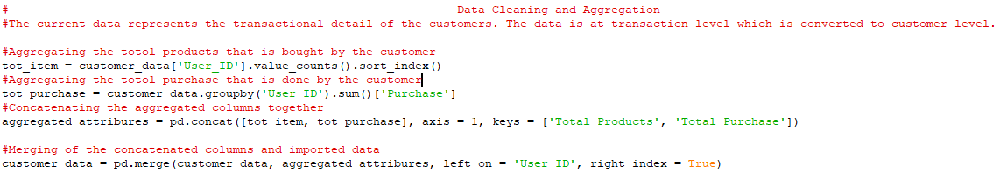 #-----------------------------------------------------------------Data Cleaning and Aggregation-------------------------------------------------
#The current data represents the transactional detail of the customers. The data is at transaction level which is converted to customer level.
#Aggregating the totol products that is bought by the customer
tot_item = customer_data['User_ID'].value_counts().sort_index()
#Aggregating the totol purchase that is done by the customer
tot_purchase = customer_data.groupby('User_ID').sum()['Purchase']
#Concatenating the aggregated columns together
aggregated_attribures = pd.concat([tot_item, tot_purchase], axis = 1, keys = ['Total_Products', 'Total_Purchase'])
#Merging of the concatenated columns and imported data
customer_data = pd.merge(customer_data, aggregated_attribures, left_on = 'User_ID', right_index = True)